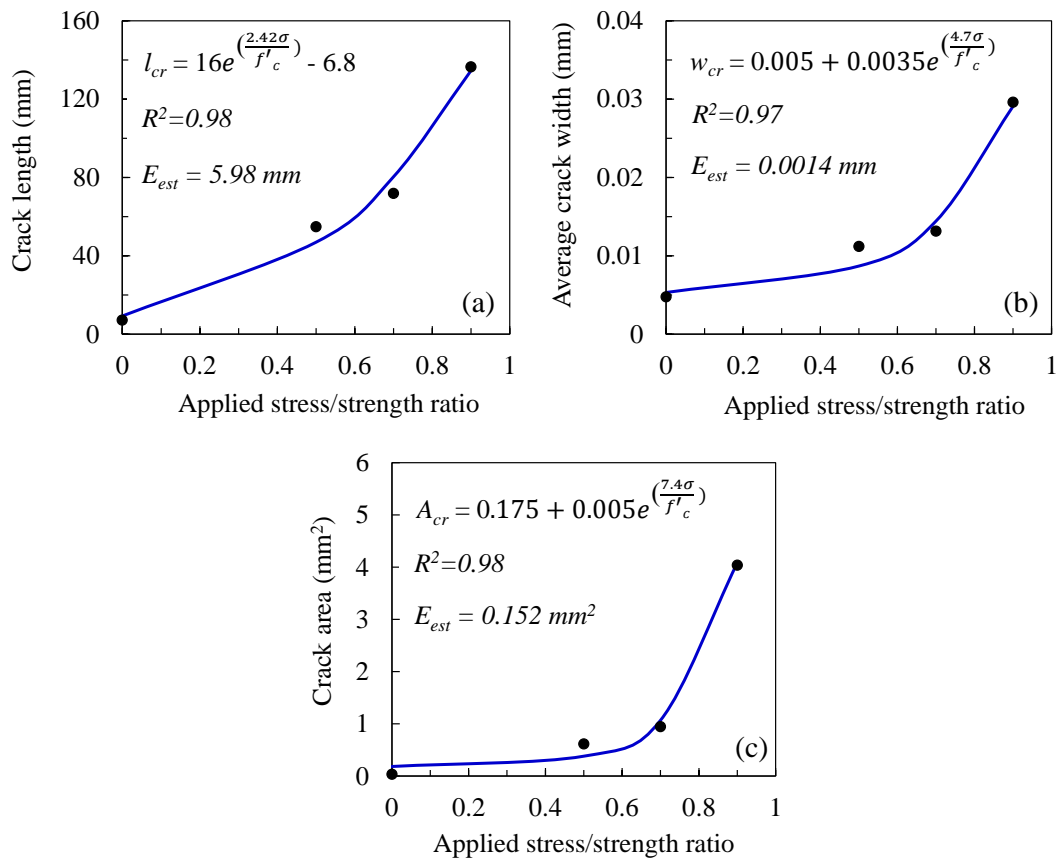 160
120
80
40
0
Crack length (mm)
l_cr = 16e^(2.42σ/f'_c) - 6.8
R²=0.98
E_est = 5.98 mm
(a)
0 0.2 0.4 0.6 0.8 1
Applied stress/strength ratio
0.04
0.03
0.02
0.01
0
Average crack width (mm)
w_cr = 0.005 + 0.0035e^(4.7σ/f'_c)
R²=0.97
E_est = 0.0014 mm
(b)
0 0.2 0.4 0.6 0.8 1
Applied stress/strength ratio
6
5
4
3
2
1
0
Crack area (mm²)
A_cr = 0.175 + 0.005e^(7.4σ/f'_c)
R²=0.98
E_est = 0.152 mm²
(c)
0 0.2 0.4 0.6 0.8 1
Applied stress/strength ratio